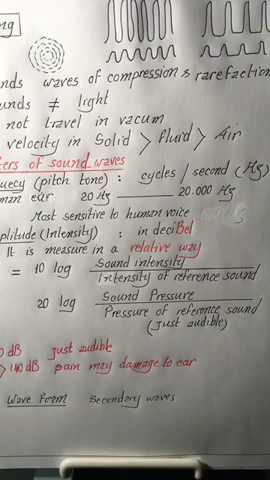 ng
nds waves of compression & rarefaction
unds ≠ light
not travel in vacum
velocity in Solid > fluid > Air
ters of sound waves
quecy (pitch tone) : cycles / second (Hz)
man ear 20 Hz ______ 20.000 Hz
Most sensitive to human voice
plitude (Intensity) : in deciBel
It is measure in a relative way
= 10 log Sound intensity / Intensity of reference sound
20 log Sound Pressure / Pressure of reference sound
(Just audible)
0 dB Just audible
> 140 dB pain may damage to ear
Wave form Secondery waves